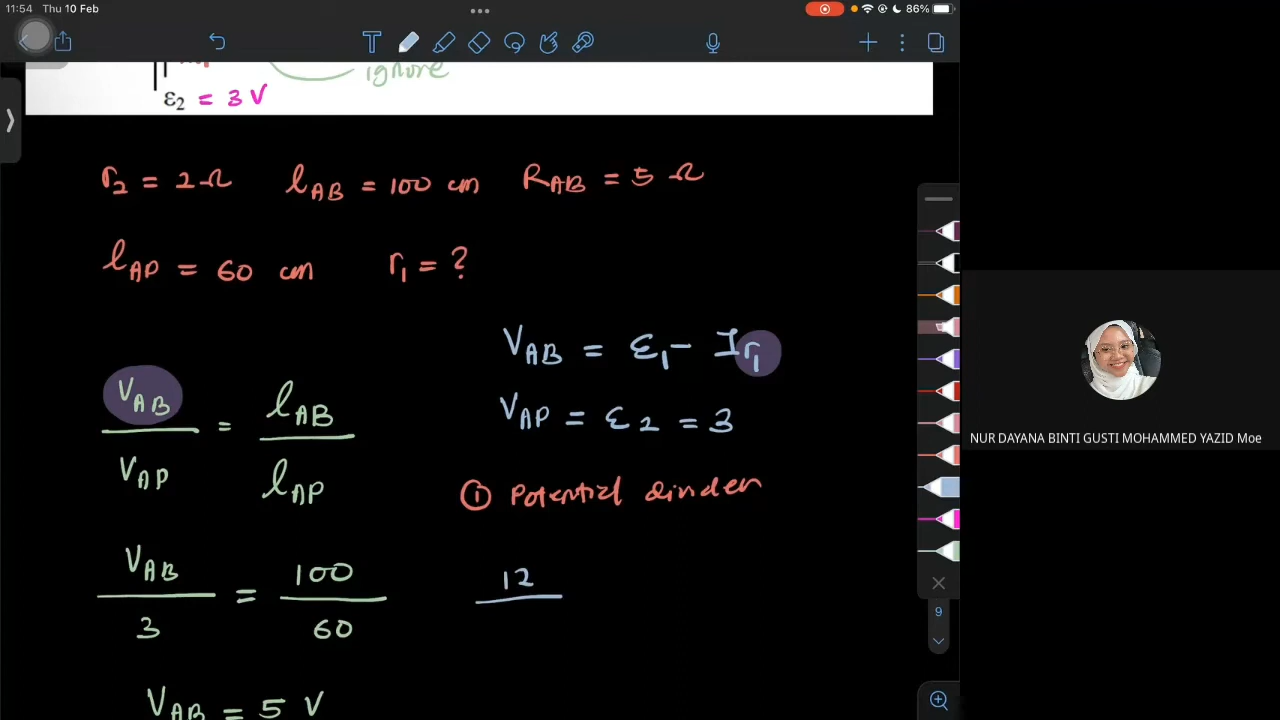 11:54 Thu 10 Feb
86%
ignore
ε₂ = 3 V
r₂ = 2 Ω l_AB = 100 cm R_AB = 5 Ω
l_AP = 60 cm r₁ = ?
V_AB = ε₁ - Ir₁
V_AB / V_AP = l_AB / l_AP
V_AP = ε₂ = 3
① Potential divider
V_AB / 3 = 100 / 60
12
V_AB = 5 V
9
NUR DAYANA BINTI GUSTI MOHAMMED YAZID Moe